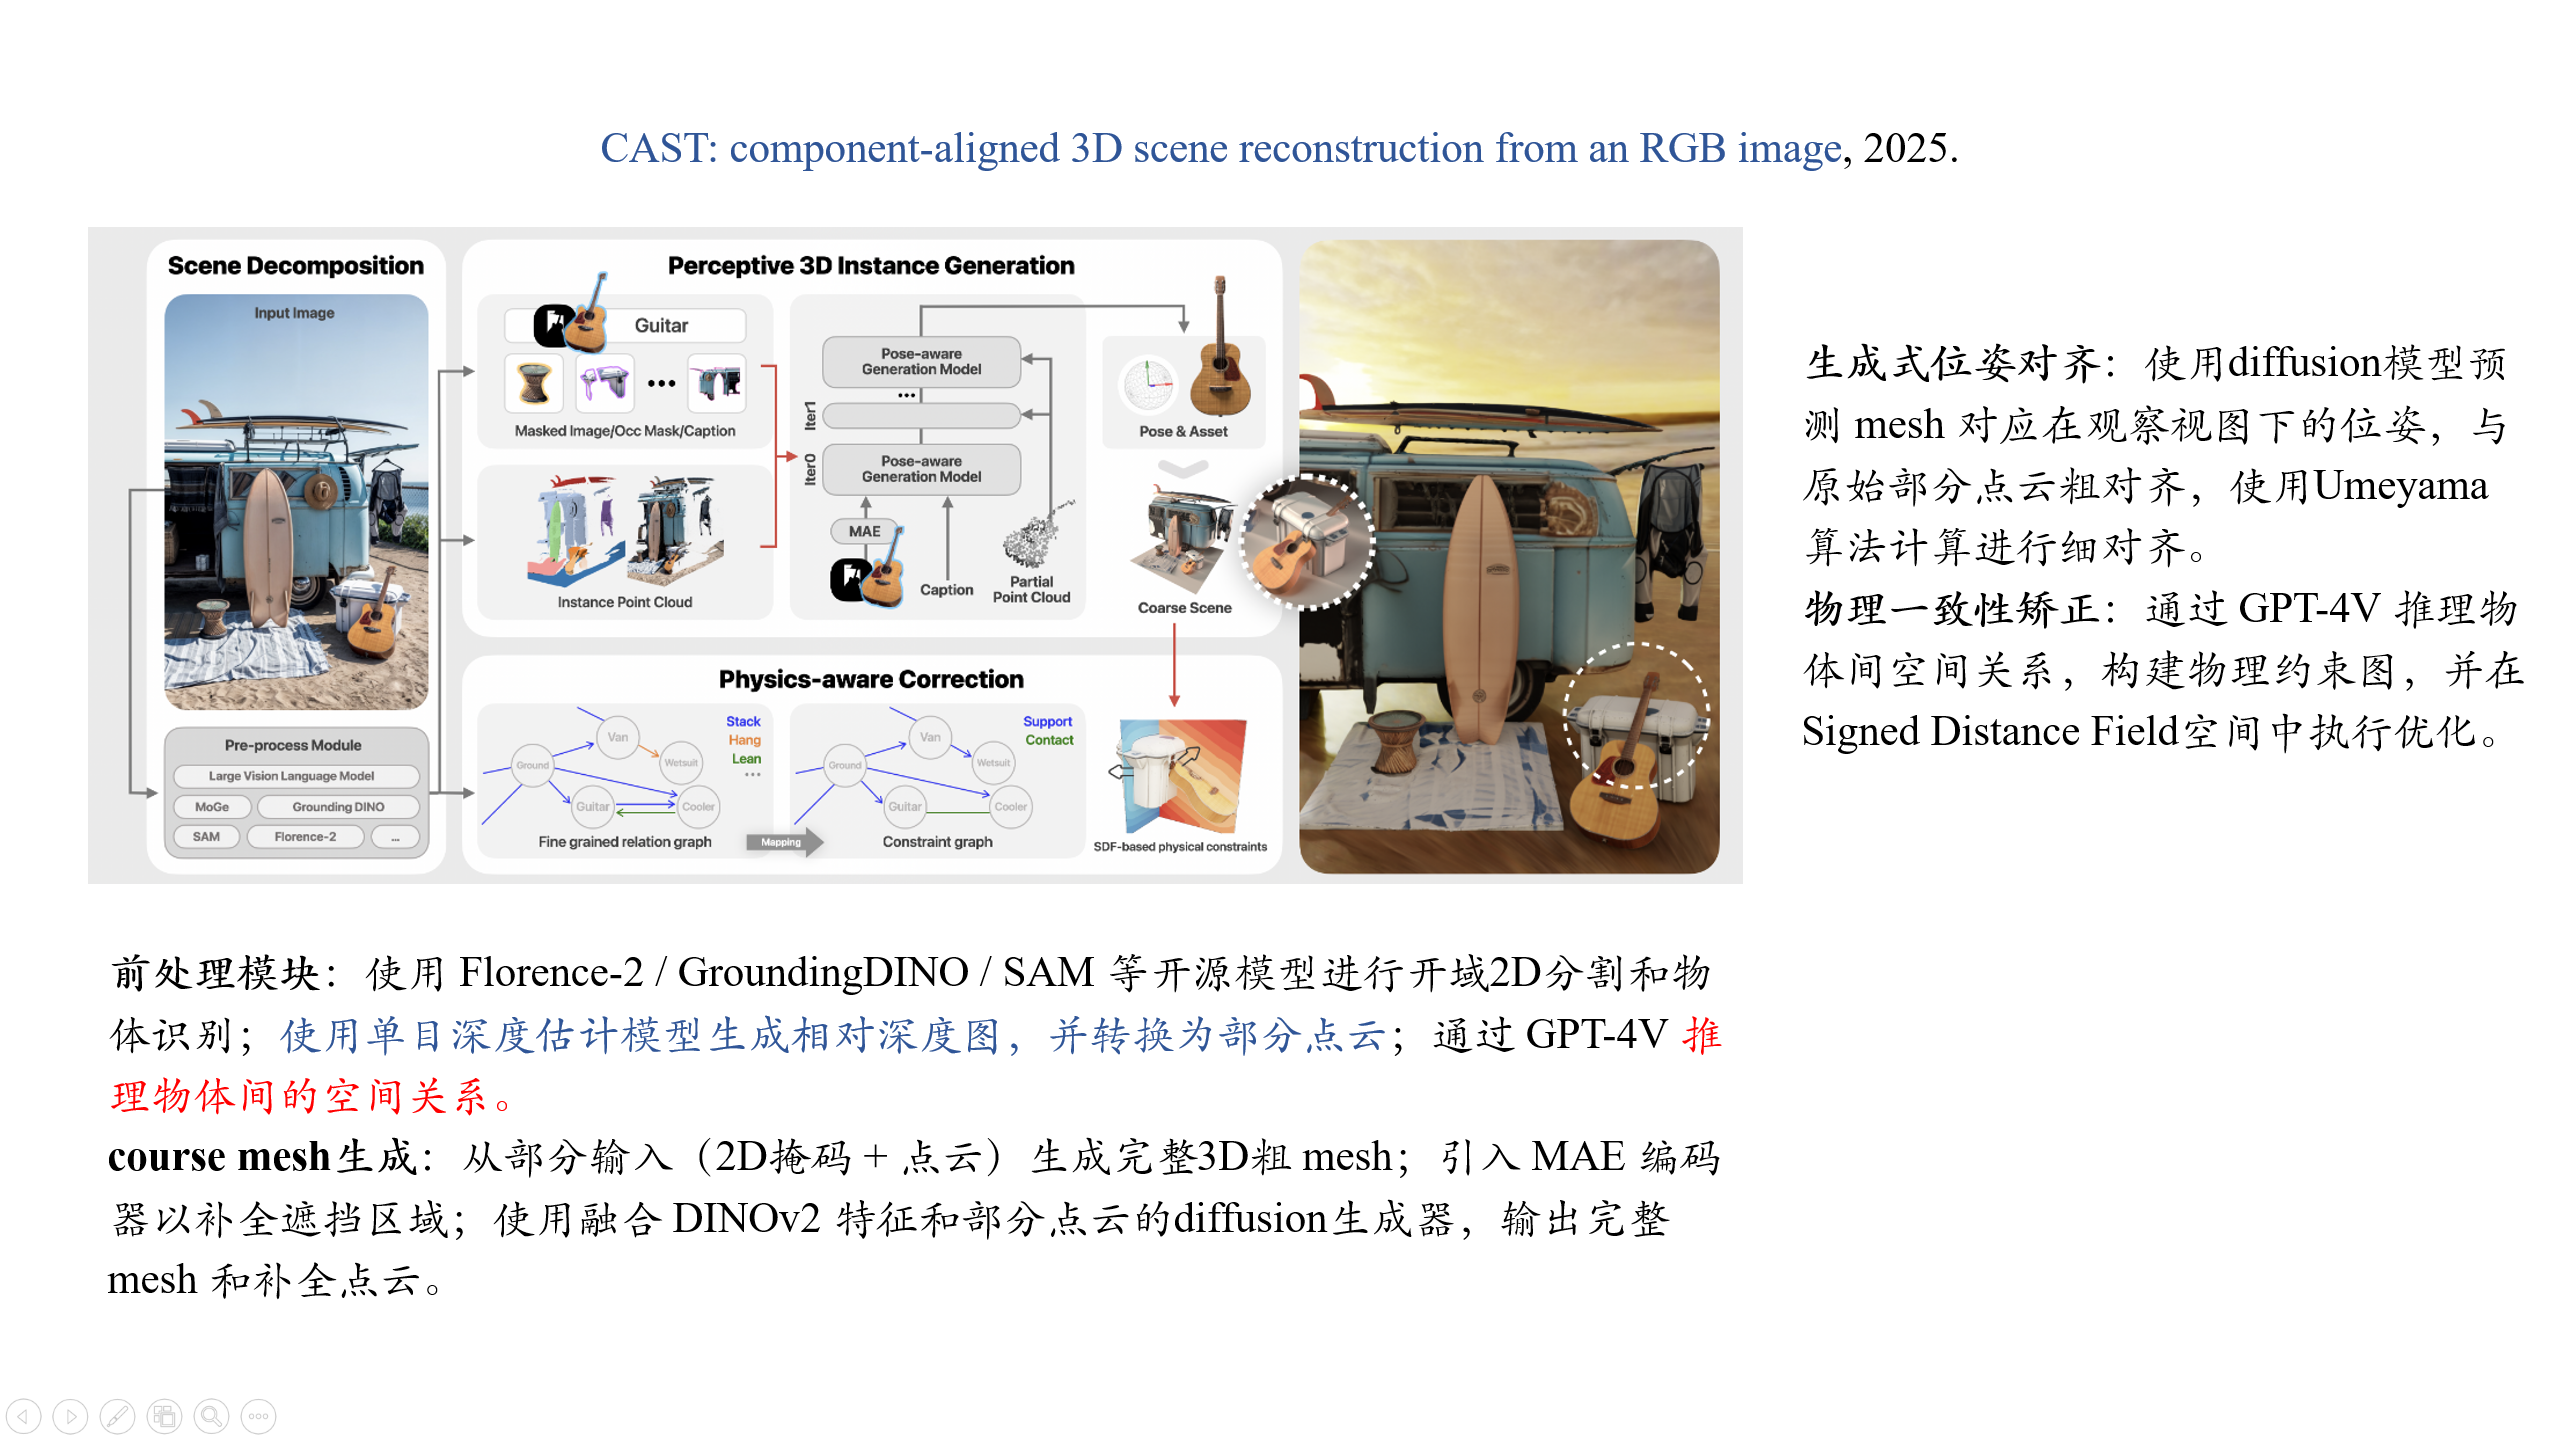 CAST: component-aligned 3D scene reconstruction from an RGB image, 2025.
Scene Decomposition
Input Image
Pre-process Module
Large Vision Language Model
MoGe
Grounding DINO
SAM
Florence-2
...
Perceptive 3D Instance Generation
Guitar
Masked Image/Occ Mask/Caption
Instance Point Cloud
Pose-aware
Generation Model
...
Iter1
Iter0
Pose-aware
Generation Model
MAE
Caption
Partial
Point Cloud
Pose & Asset
Coarse Scene
Physics-aware Correction
Stack
Hang
Lean
...
Van
Ground
Wetsuit
Guitar
Cooler
Fine grained relation graph
Mapping
Support
Contact
Van
Ground
Wetsuit
Guitar
Cooler
Constraint graph
SDF-based physical constraints
生成式位姿对齐：使用diffusion模型预
测 mesh 对应在观察视图下的位姿，与
原始部分点云粗对齐，使用Umeyama
算法计算进行细对齐。
物理一致性矫正：通过 GPT-4V 推理物
体间空间关系，构建物理约束图，并在
Signed Distance Field空间中执行优化。
前处理模块：使用 Florence-2 / GroundingDINO / SAM 等开源模型进行开域2D分割和物
体识别；使用单目深度估计模型生成相对深度图，并转换为部分点云；通过 GPT-4V 推
理物体间的空间关系。
course mesh生成：从部分输入（2D掩码 + 点云）生成完整3D粗 mesh；引入 MAE 编码
器以补全遮挡区域；使用融合 DINOv2 特征和部分点云的diffusion生成器，输出完整
mesh 和补全点云。